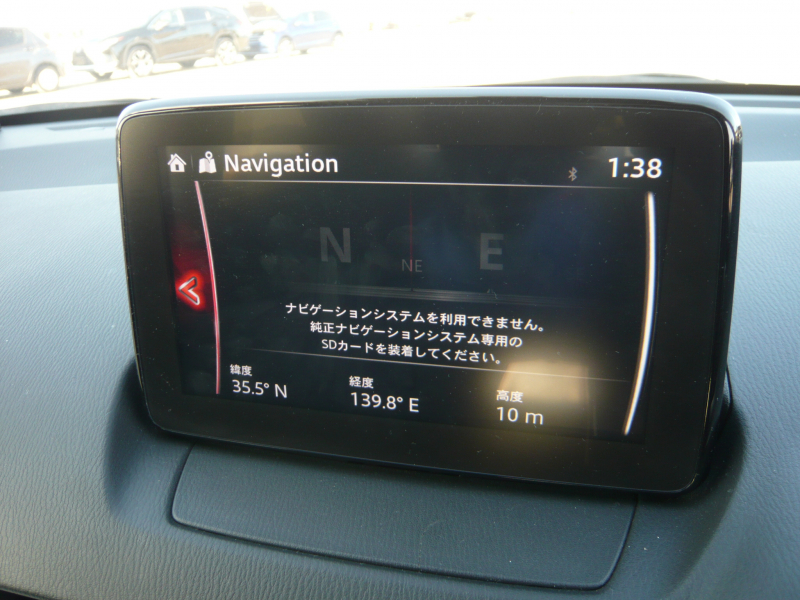 Navigation
1:38
N
NE
E
ナビゲーションシステムを利用できません。
純正ナビゲーションシステム専用の
SDカードを装着してください。
緯度
35.5° N
経度
139.8° E
高度
10 m